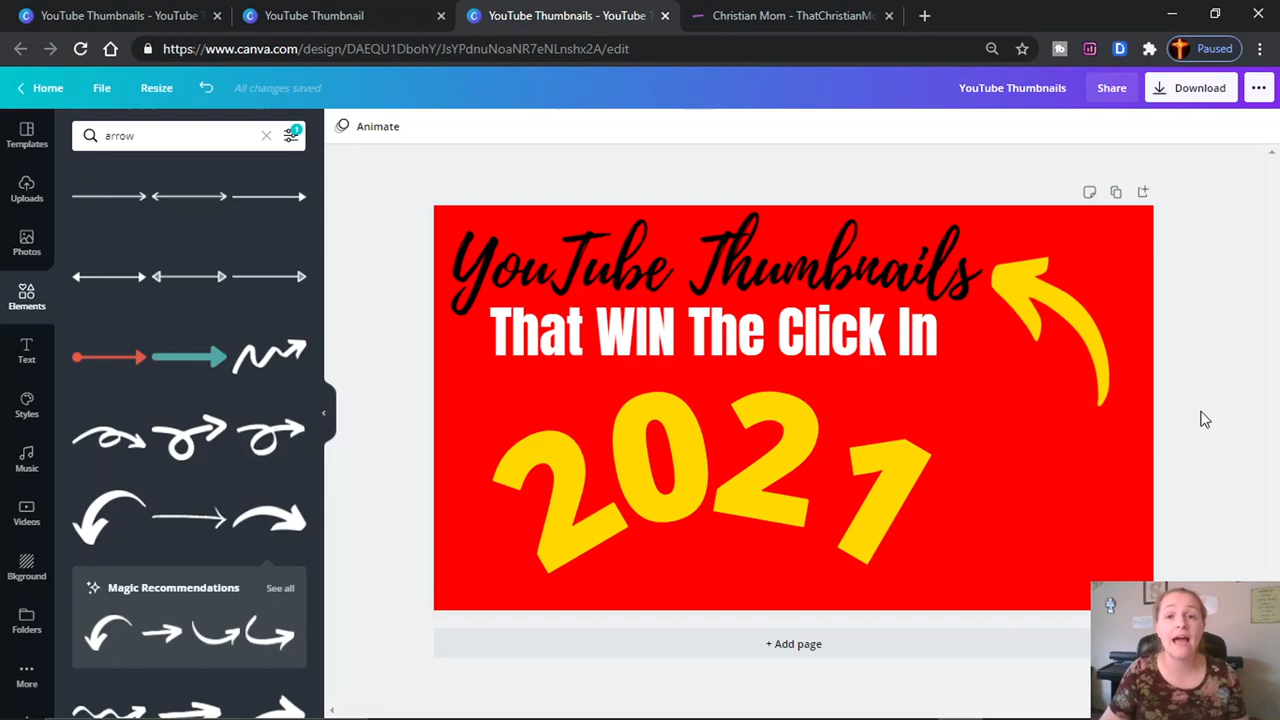 YouTube Thumbnails - YouTube T
YouTube Thumbnail
YouTube Thumbnails - YouTube T
Christian Mom - ThatChristianMo
https://www.canva.com/design/DAEQU1DbohY/JsYPdnuNoaNR7eNLnshx2A/edit
Paused
Home
File
Resize
All changes saved
YouTube Thumbnails
Share
Download
Templates
Uploads
Photos
Elements
Text
Styles
Music
Videos
Bkground
Folders
More
arrow
Magic Recommendations
See all
Animate
YouTube Thumbnails
That WIN The Click In
2021
+ Add page